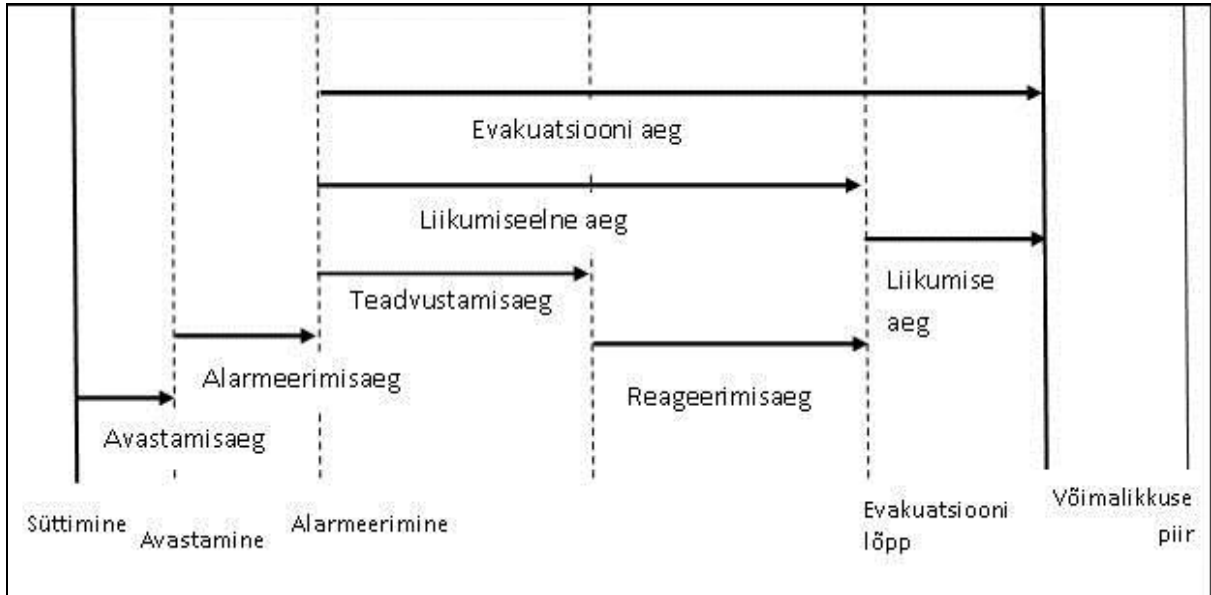 Evakuatsiooni aeg
Liikumiseelne aeg
Liikumise
aeg
Teadvustamisaeg
Alarmeerimisaeg
Reageerimisaeg
Avastamisaeg
Süttimine
Avastamine
Alarmeerimine
Evakuatsiooni
lõpp
Võimalikkuse
piir